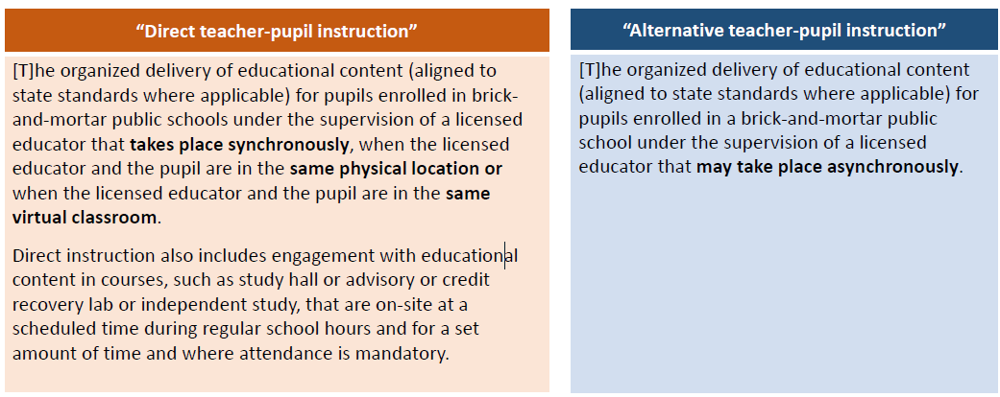 “Direct teacher-pupil instruction”
[T]he organized delivery of educational content (aligned to
state standards where applicable) for pupils enrolled in brick-
and-mortar public schools under the supervision of a licensed
educator that takes place synchronously, when the licensed
educator and the pupil are in the same physical location or
when the licensed educator and the pupil are in the same
virtual classroom.
Direct instruction also includes engagement with educational
content in courses, such as study hall or advisory or credit
recovery lab or independent study, that are on-site at a
scheduled time during regular school hours and for a set
amount of time and where attendance is mandatory.
“Alternative teacher-pupil instruction”
[T]he organized delivery of educational content
(aligned to state standards where applicable) for
pupils enrolled in a brick-and-mortar public
school under the supervision of a licensed
educator that may take place asynchronously.